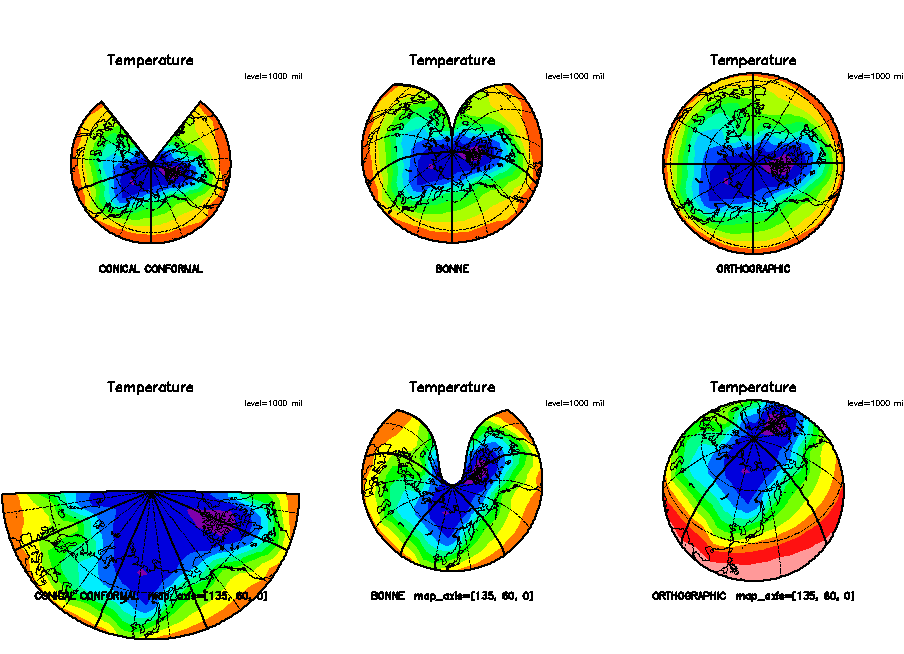 Temperature
level=1000 mil
CONICAL CONFORMAL
Temperature
level=1000 mil
BONNE
Temperature
level=1000 mi
ORTHOGRAPHIC
Temperature
level=1000 mil
CONICAL CONFORMAL map_axis=[135, 60, 0]
Temperature
level=1000 mil
BONNE map_axis=[135, 60, 0]
Temperature
level=1000 mi
ORTHOGRAPHIC map_axis=[135, 60, 0]